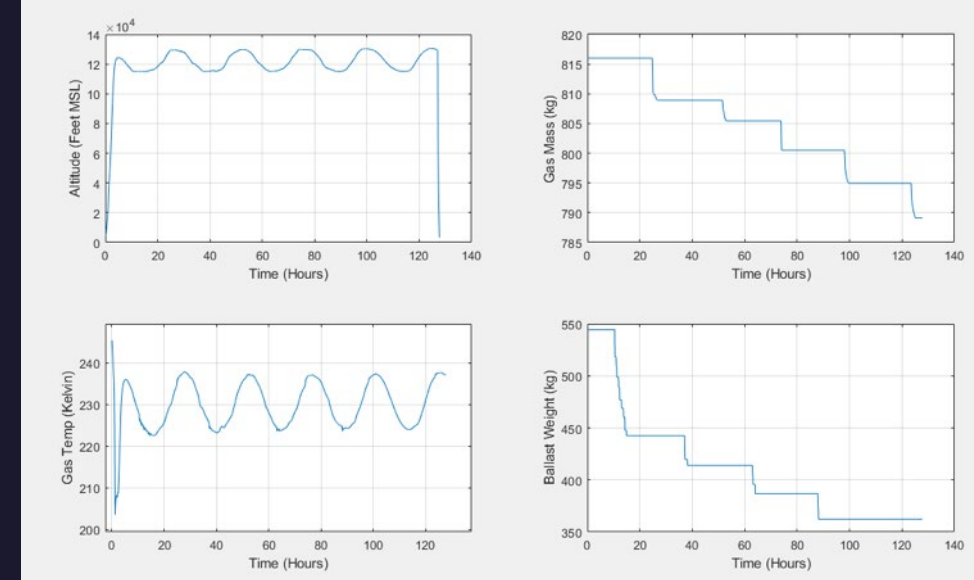 ×10⁴
14
12
10
8
6
4
2
0
Altitude (Feet MSL)
0 20 40 60 80 100 120 140
Time (Hours)
820
815
810
805
800
795
790
785
Gas Mass (kg)
0 20 40 60 80 100 120 140
Time (Hours)
240
230
220
210
200
Gas Temp (Kelvin)
0 20 40 60 80 100 120
Time (Hours)
550
500
450
400
350
Ballast Weight (kg)
0 20 40 60 80 100 120 140
Time (Hours)